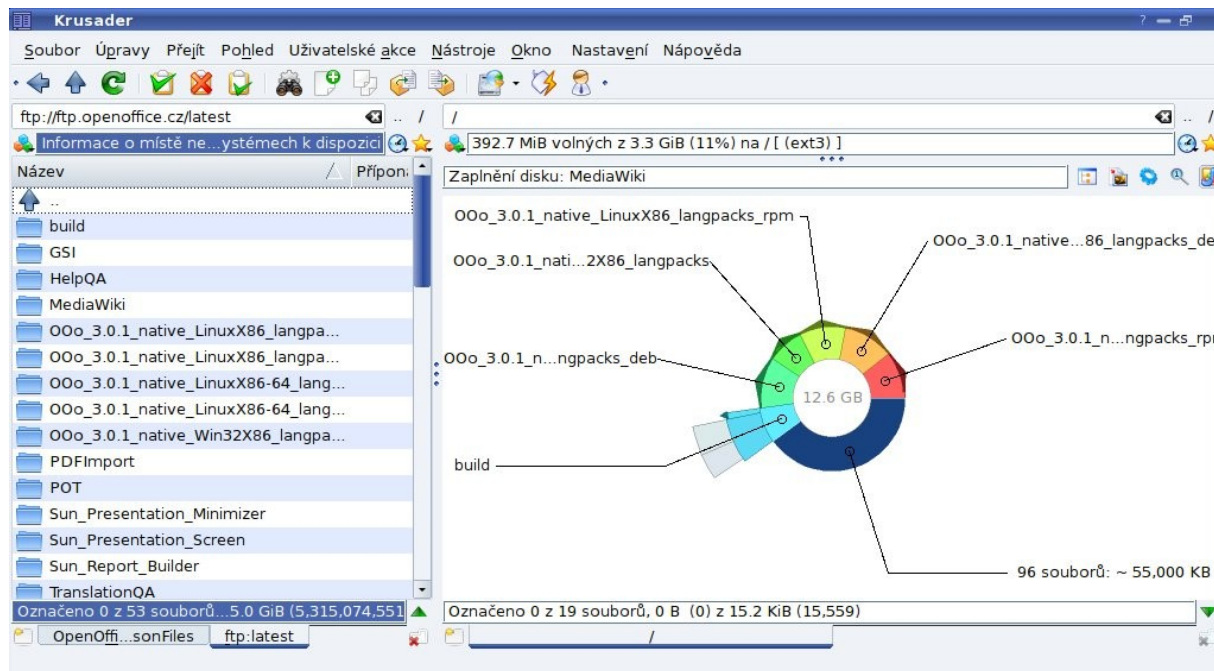 Krusader
Soubor Úpravy Přejít Pohled Uživatelské akce Nástroje Okno Nastavení Nápověda
ftp://ftp.openoffice.cz/latest .. /
/ .. /
Informace o místě ne...ystémech k dispozici
392.7 MiB volných z 3.3 GiB (11%) na / [ (ext3) ]
Název Přípon
Zaplnění disku: MediaWiki
..
build
GSI
HelpQA
MediaWiki
OOo_3.0.1_native_LinuxX86_langpa...
OOo_3.0.1_native_LinuxX86_langpa...
OOo_3.0.1_native_LinuxX86-64_lang...
OOo_3.0.1_native_LinuxX86-64_lang...
OOo_3.0.1_native_Win32X86_langpa...
PDFImport
POT
Sun_Presentation_Minimizer
Sun_Presentation_Screen
Sun_Report_Builder
TranslationQA
OOo_3.0.1_native_LinuxX86_langpacks_rpm
OOo_3.0.1_native...86_langpacks_de
OOo_3.0.1_nati...2X86_langpacks
OOo_3.0.1_n...ngpacks_rp
OOo_3.0.1_n...ngpacks_deb
12.6 GB
build
96 souborů: ~ 55,000 KB
Označeno 0 z 53 souborů...5.0 GiB (5,315,074,551
Označeno 0 z 19 souborů, 0 B (0) z 15.2 KiB (15,559)
OpenOffi...sonFiles ftp:latest
/